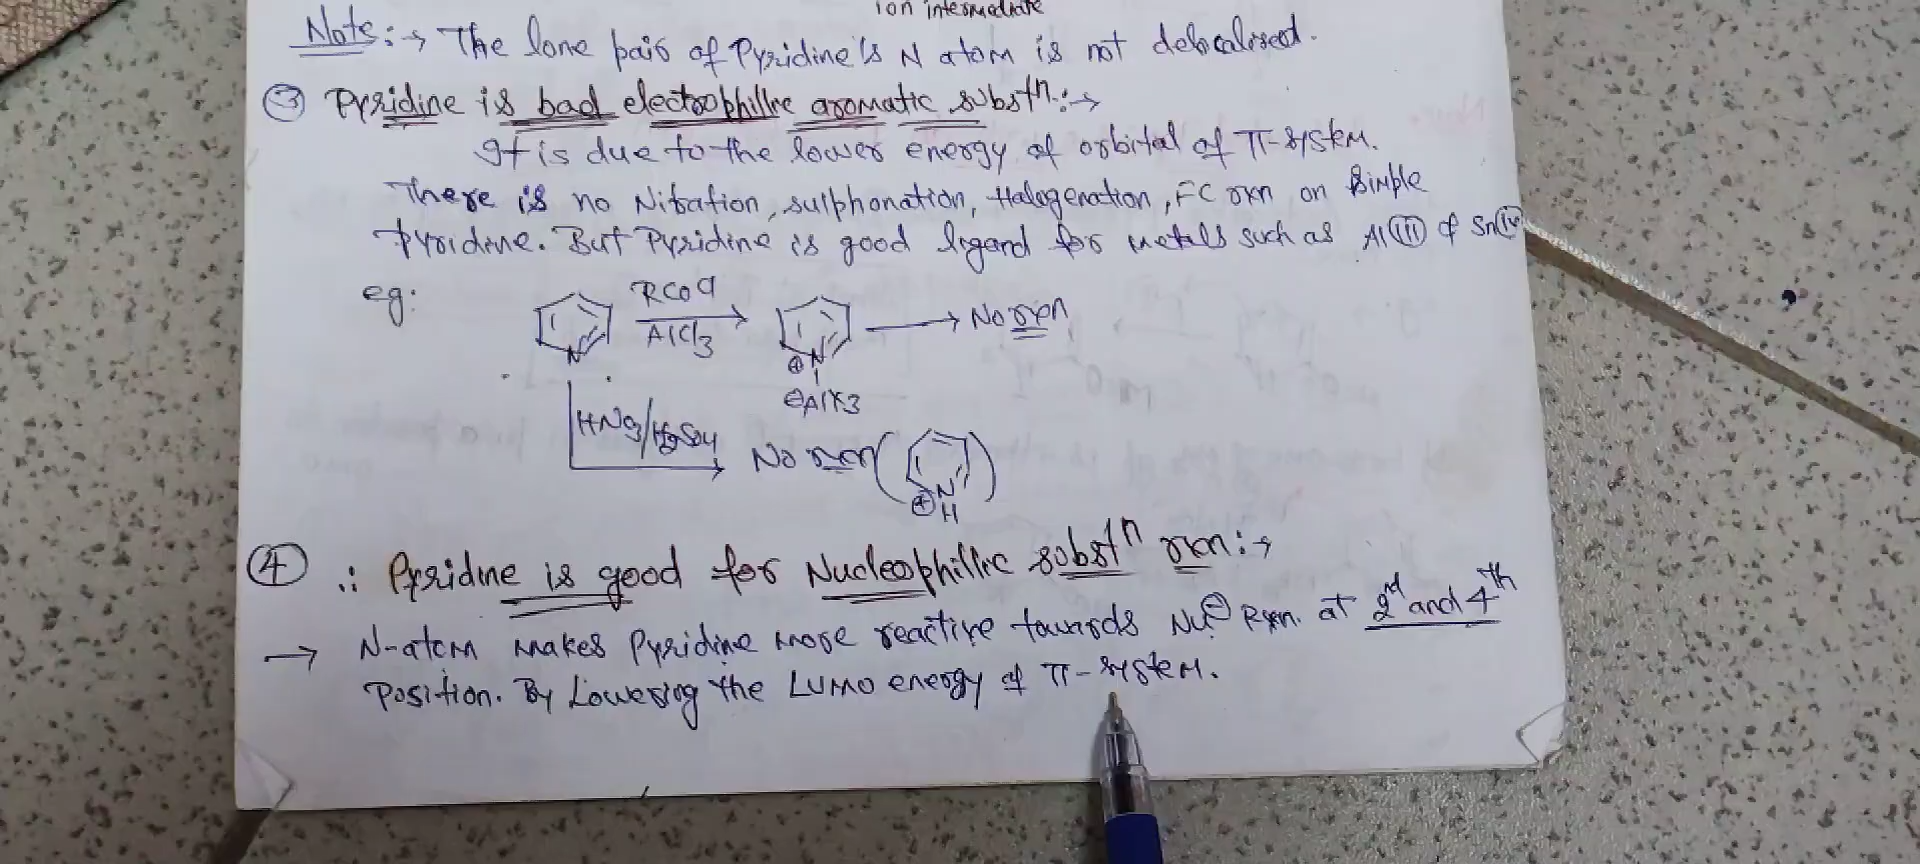 ion intermediate
Note:→ The lone pair of Pyridine's N atom is not delocalised.
③ Pyridine is bad electrophillic aromatic substⁿ:→
It is due to the lower energy of orbital of π-system.
There is no Nitration, sulphonation, Halogenation, FC rxn on simple
Pyridine. But Pyridine is good ligand for metals such as Al(III) & Sn(IV)
eg:
RCOCl
AlCl3
N
⊕N
⊖AlX3
→ No rxn
HNO3/H2SO4
No rxn (
⊕N
H
)
④ ∴ Pyridine is good for Nucleophillic substⁿ rxn:→
→ N-atom makes Pyridine more reactive towards Nu⊖ Rxn. at 2nd and 4th
Position. By Lowering the LUMO energy of π-system.